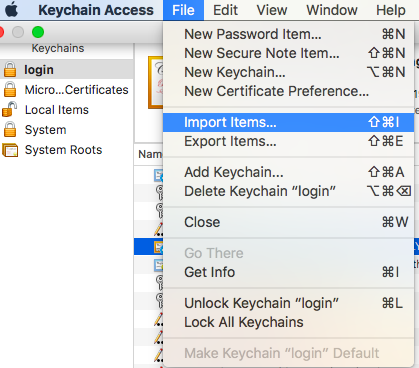 Keychain Access File Edit View Window Help
Keychains
login
Micro...Certificates
Local Items
System
System Roots
New Password Item... ⌘N
New Secure Note Item... ⇧⌘N
New Keychain... ⌥⌘N
New Certificate Preference...
Import Items... ⇧⌘I
Export Items... ⇧⌘E
Add Keychain... ⇧⌘A
Delete Keychain “login” ⌥⌘⌫
Close ⌘W
Go There
Get Info ⌘I
Unlock Keychain “login” ⌘L
Lock All Keychains
Make Keychain “login” Default